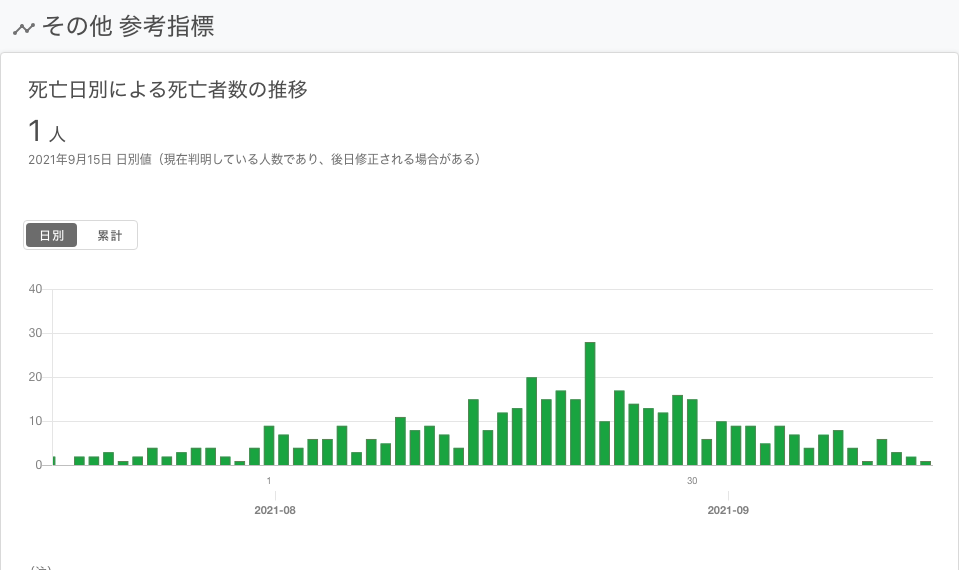 その他 参考指標
死亡日別による死亡者数の推移
1 人
2021年9月15日 日別値（現在判明している人数であり、後日修正される場合がある）
日別 累計
40
30
20
10
0
1 30
2021-08 2021-09